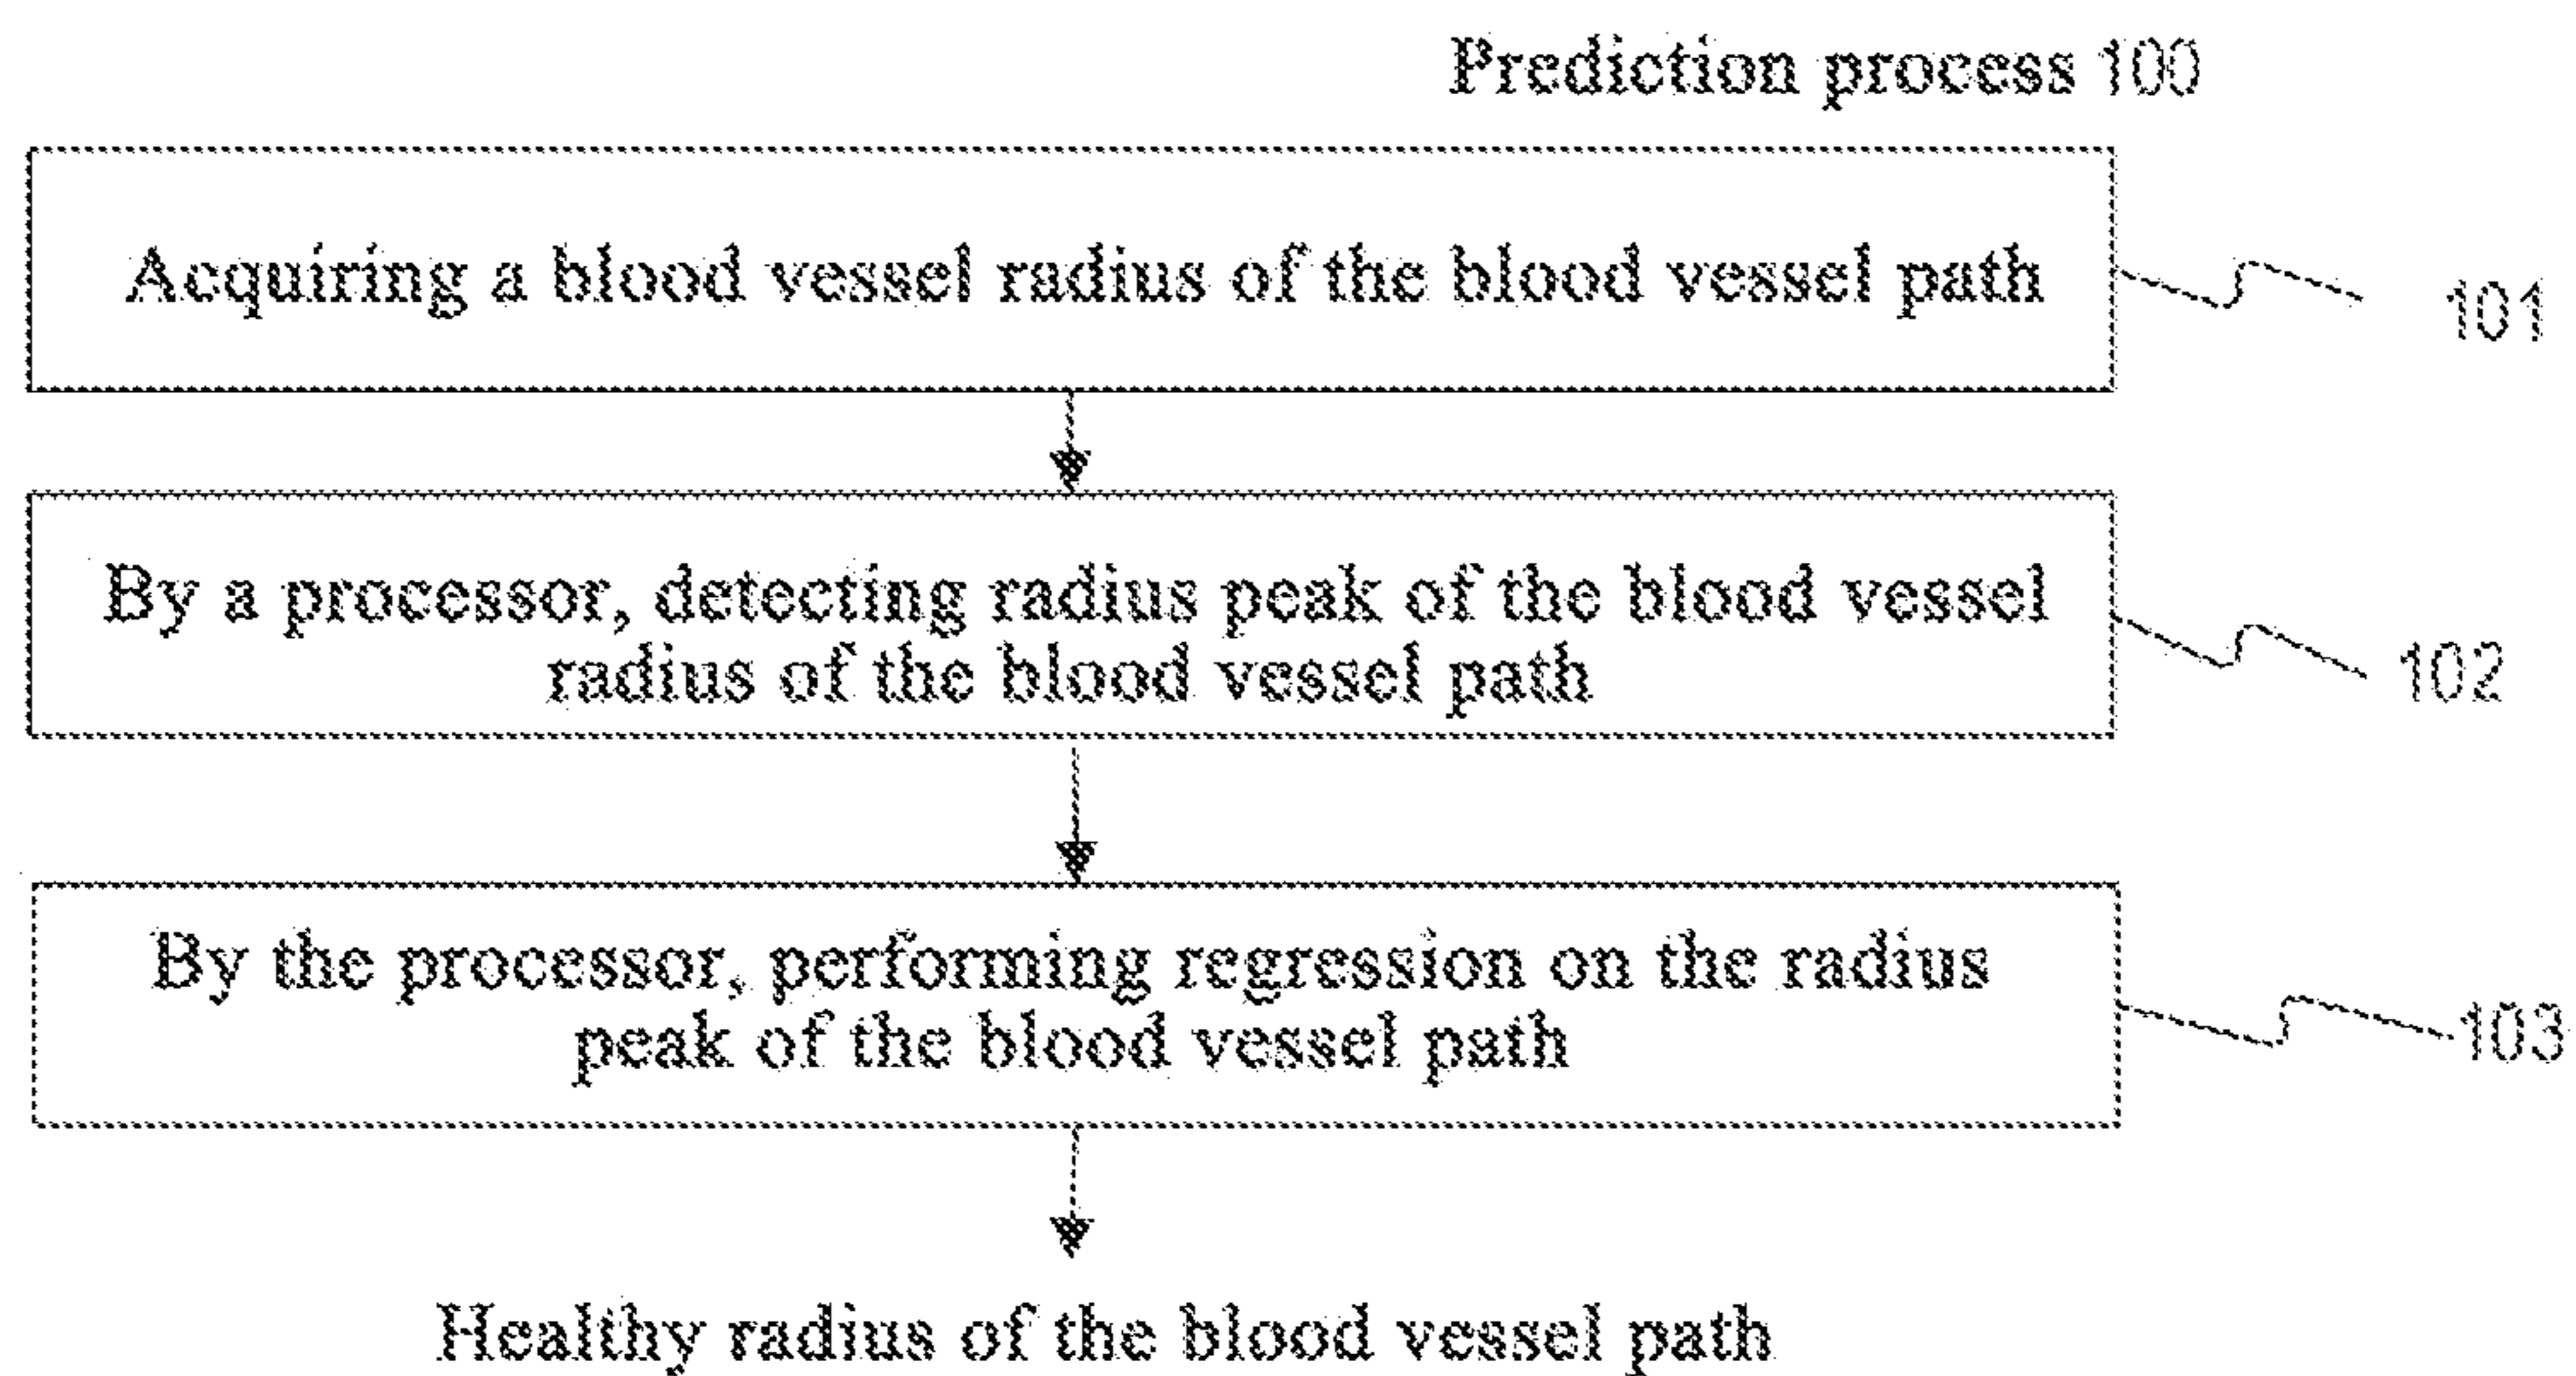 Prediction process 100
Acquiring a blood vessel radius of the blood vessel path
101
By a processor, detecting radius peak of the blood vessel
radius of the blood vessel path
102
By the processor, performing regression on the radius
peak of the blood vessel path
103
Healthy radius of the blood vessel path